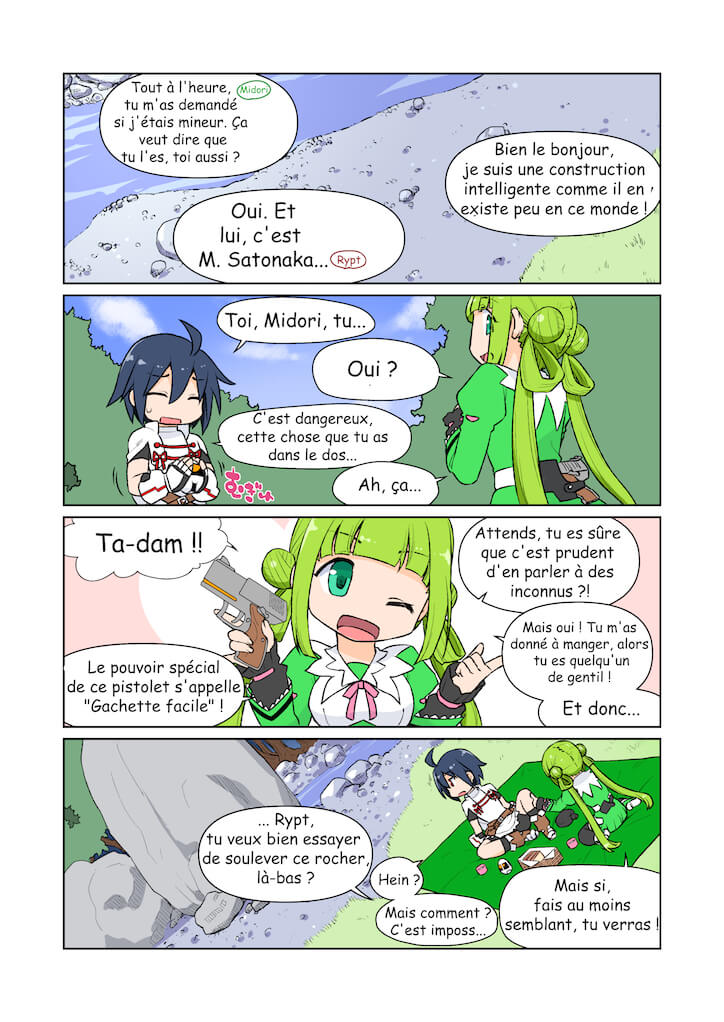 Tout à l'heure,
Midori
tu m'as demandé
si j'étais mineur. Ça
veut dire que
tu l'es, toi aussi ?
Bien le bonjour,
je suis une construction
intelligente comme il en
existe peu en ce monde !
Oui. Et
lui, c'est
M. Satonaka...
Rypt
Toi, Midori, tu...
Oui ?
C'est dangereux,
cette chose que tu as
dans le dos...
Ah, ça...
むぎゅ
Ta-dam !!
Attends, tu es sûre
que c'est prudent
d'en parler à des
inconnus ?!
Mais oui ! Tu m'as
donné à manger, alors
tu es quelqu'un
de gentil !
Le pouvoir spécial
de ce pistolet s'appelle
"Gachette facile" !
Et donc...
... Rypt,
tu veux bien essayer
de soulever ce rocher,
là-bas ?
Hein ?
Mais comment ?
C'est imposs...
Mais si,
fais au moins
semblant, tu verras !